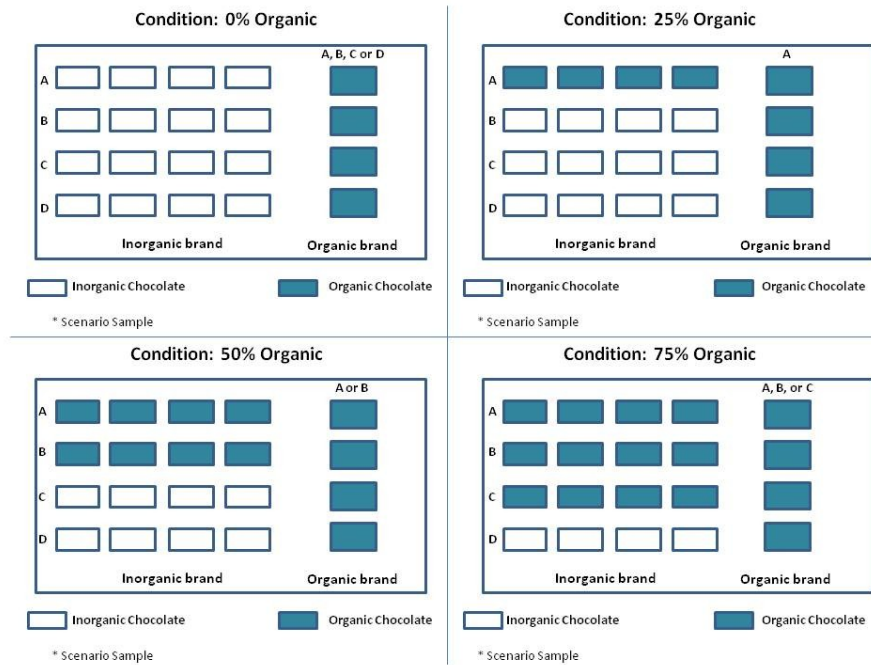 Condition: 0% Organic
A, B, C or D
A
B
C
D
Inorganic brand Organic brand
Inorganic Chocolate Organic Chocolate
* Scenario Sample
Condition: 25% Organic
A
A
B
C
D
Inorganic brand Organic brand
Inorganic Chocolate Organic Chocolate
* Scenario Sample
Condition: 50% Organic
A or B
A
B
C
D
Inorganic brand Organic brand
Inorganic Chocolate Organic Chocolate
* Scenario Sample
Condition: 75% Organic
A, B, or C
A
B
C
D
Inorganic brand Organic brand
Inorganic Chocolate Organic Chocolate
* Scenario Sample